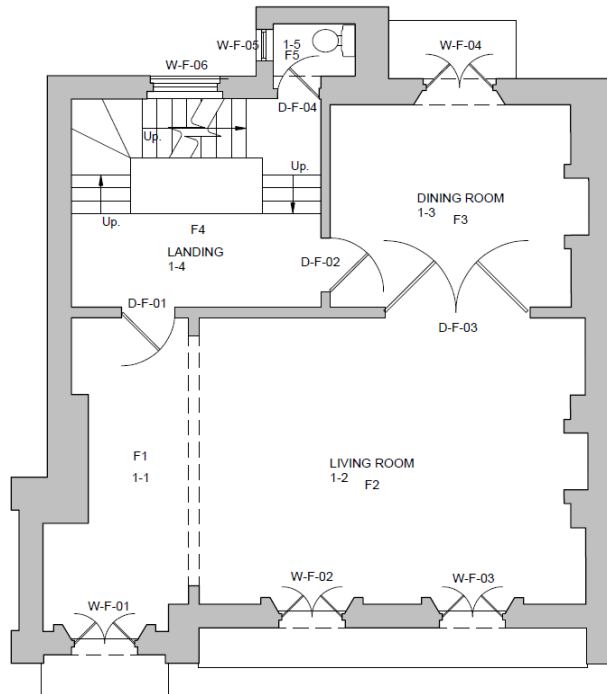 W-F-04
W-F-05
1-5
F5
W-F-06
D-F-04
Up.
Up.
DINING ROOM
1-3
F3
Up.
F4
LANDING
1-4
D-F-02
D-F-01
D-F-03
F1
1-1
LIVING ROOM
1-2
F2
W-F-01
W-F-02
W-F-03